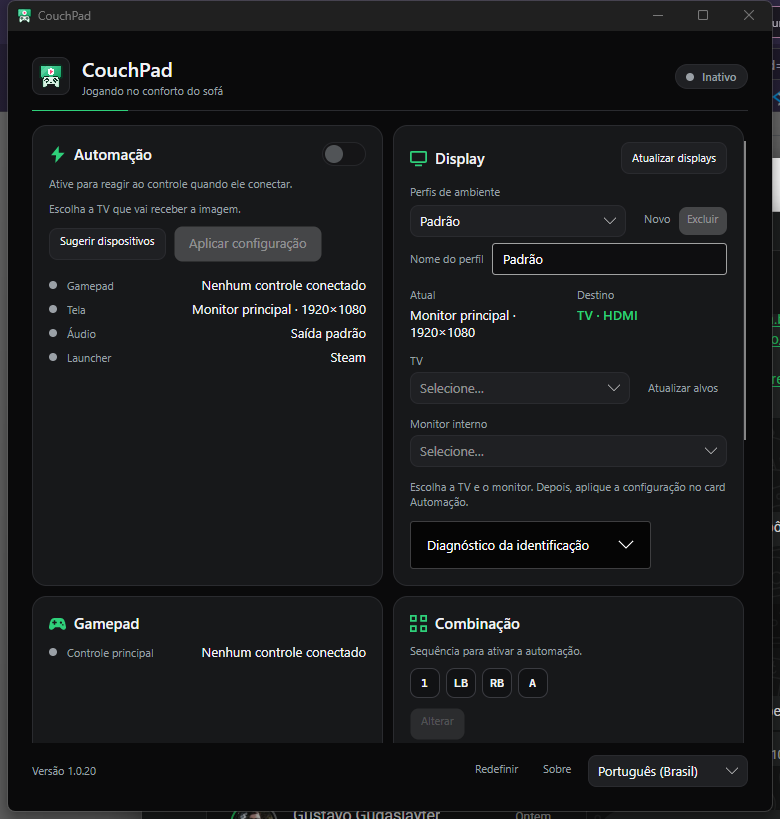 CouchPad
CouchPad
Jogando no conforto do sofá
Inativo
Automação
Ative para reagir ao controle quando ele conectar.
Escolha a TV que vai receber a imagem.
Sugerir dispositivos
Aplicar configuração
Gamepad
Nenhum controle conectado
Tela
Monitor principal · 1920×1080
Áudio
Saída padrão
Launcher
Steam
Display
Atualizar displays
Perfis de ambiente
Padrão
Novo
Excluir
Nome do perfil
Padrão
Atual
Monitor principal ·
1920×1080
Destino
TV · HDMI
TV
Selecione...
Atualizar alvos
Monitor interno
Selecione...
Escolha a TV e o monitor. Depois, aplique a configuração no card
Automação.
Diagnóstico da identificação
Gamepad
Controle principal
Nenhum controle conectado
Combinação
Sequência para ativar a automação.
1
LB
RB
A
Alterar
Versão 1.0.20
Redefinir
Sobre
Português (Brasil)
Gustavo Gugaslayter
Ontem